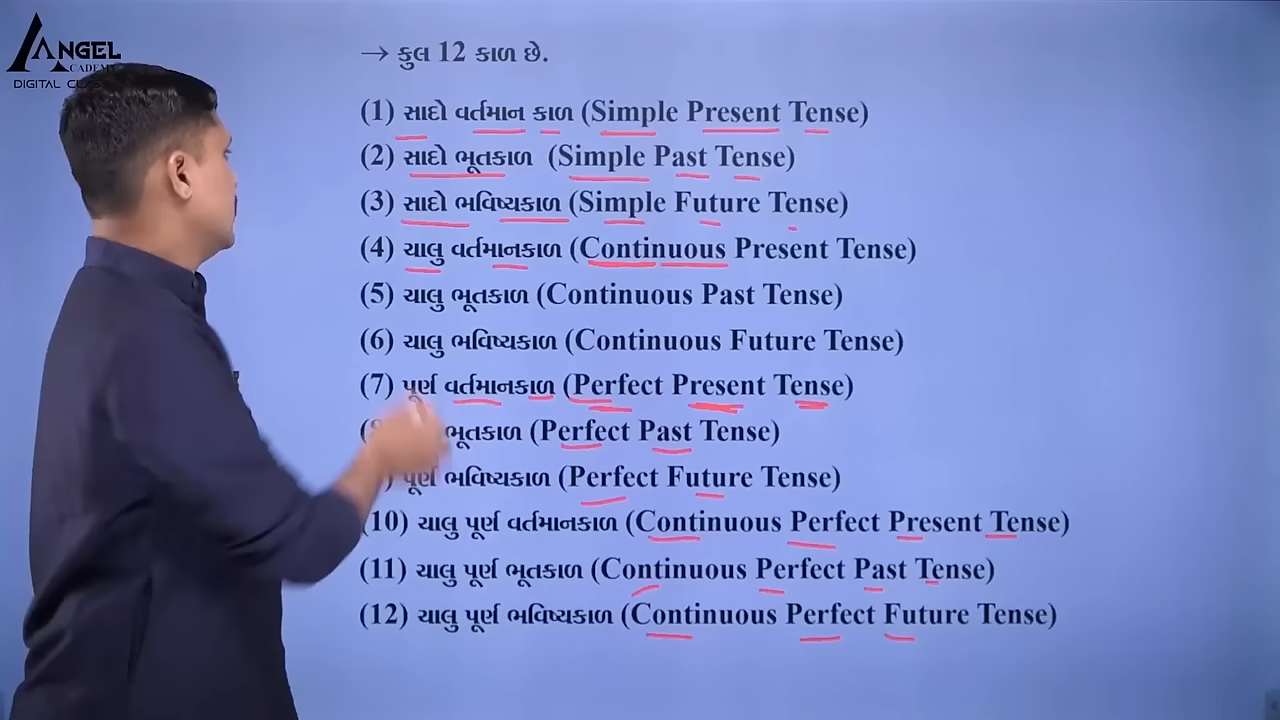 ANGEL
ACADEMY
DIGITAL CLASS
→ કુલ 12 કાળ છે.
(1) સાદો વર્તમાન કાળ (Simple Present Tense)
(2) સાદો ભૂતકાળ (Simple Past Tense)
(3) સાદો ભવિષ્યકાળ (Simple Future Tense)
(4) ચાલુ વર્તમાનકાળ (Continuous Present Tense)
(5) ચાલુ ભૂતકાળ (Continuous Past Tense)
(6) ચાલુ ભવિષ્યકાળ (Continuous Future Tense)
(7) પૂર્ણ વર્તમાનકાળ (Perfect Present Tense)
ભૂતકાળ (Perfect Past Tense)
પૂર્ણ ભવિષ્યકાળ (Perfect Future Tense)
(10) ચાલુ પૂર્ણ વર્તમાનકાળ (Continuous Perfect Present Tense)
(11) ચાલુ પૂર્ણ ભૂતકાળ (Continuous Perfect Past Tense)
(12) ચાલુ પૂર્ણ ભવિષ્યકાળ (Continuous Perfect Future Tense)